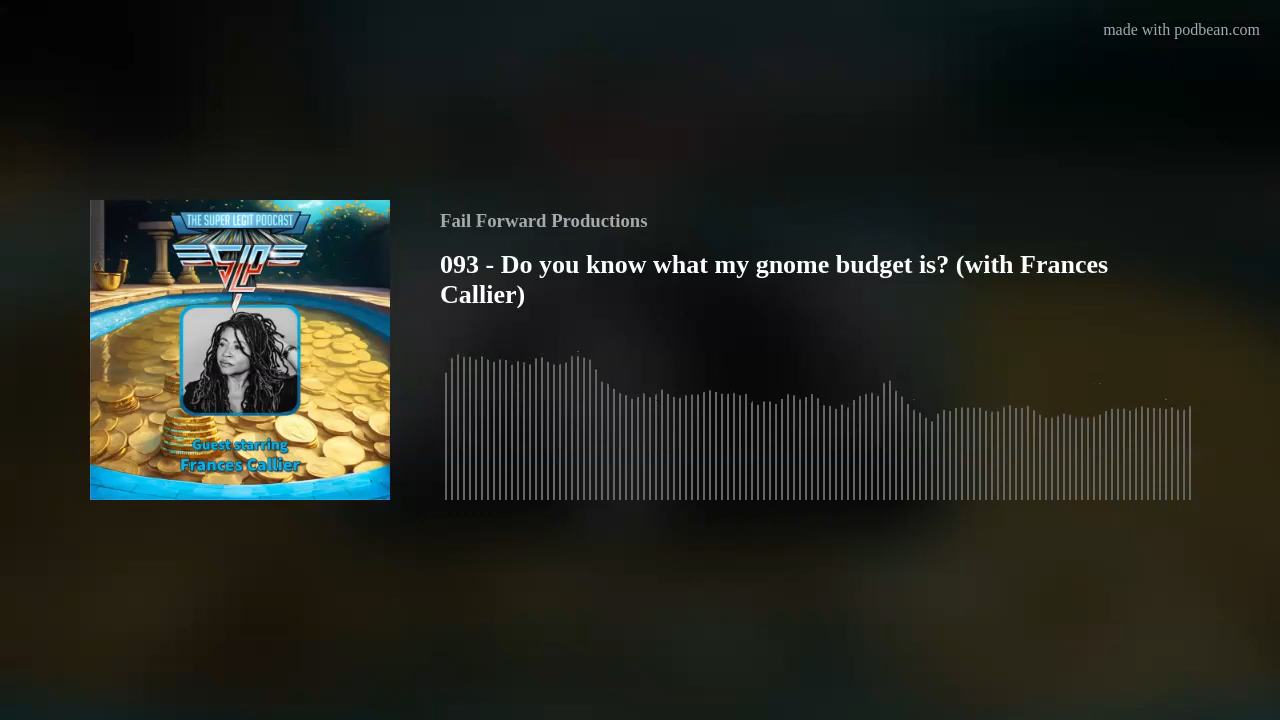 made with podbean.com
THE SUPER LEGIT PODCAST
SLP
Guest starring
Frances Callier
Fail Forward Productions
093 - Do you know what my gnome budget is? (with Frances
Callier)